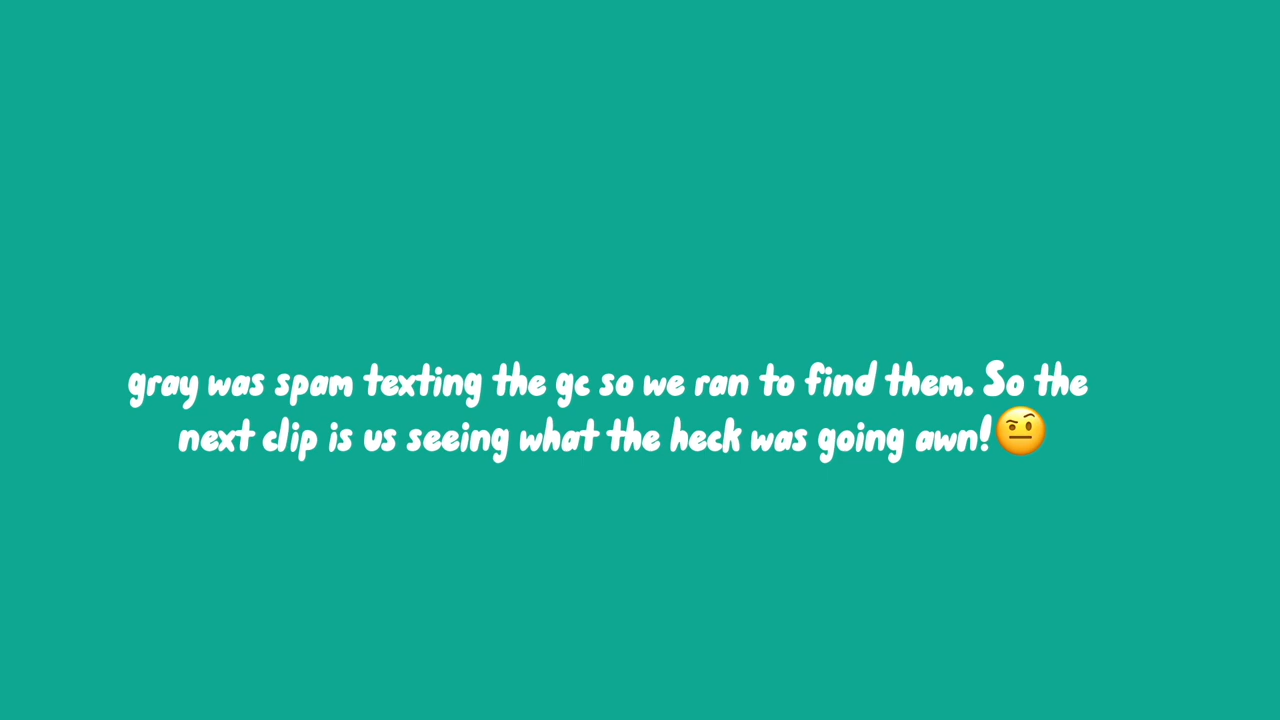 gray was spam texting the gc so we ran to find them. So the
next clip is us seeing what the heck was going awn!🤨